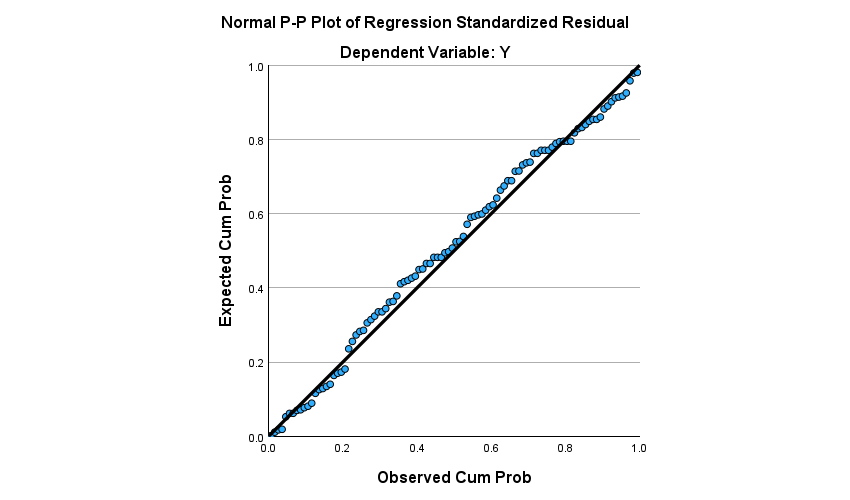 Normal P-P Plot of Regression Standardized Residual
Dependent Variable: Y
1.0
0.8
0.6
0.4
0.2
0.0
Expected Cum Prob
0.0 0.2 0.4 0.6 0.8 1.0
Observed Cum Prob